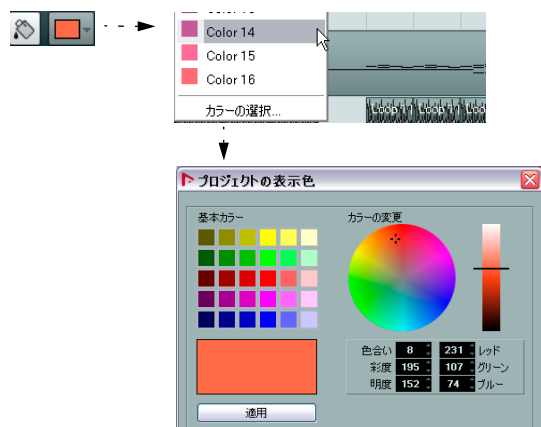 Color 14
Color 15
Color 16
カラーの選択...
プロジェクトの表示色
基本カラー
カラーの変更
色合い 8 231 レッド
彩度 195 107 グリーン
明度 152 74 ブルー
適用